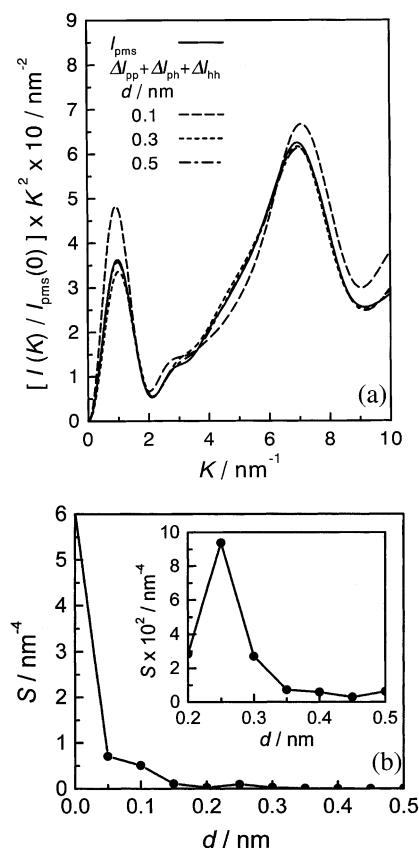 9
8
7
6
5
4
3
2
1
0
[ I(K) / I_pms(0) ] x K² x 10 / nm⁻²
I_pms
ΔI_pp + ΔI_ph + ΔI_hh
d / nm
0.1
0.3
0.5
(a)
0 2 4 6 8 10
K / nm⁻¹
6
5
4
3
2
1
0
S / nm⁻⁴
10
8
6
4
2
0
S x 10² / nm⁻⁴
0.2 0.3 0.4 0.5
d / nm
(b)
0.0 0.1 0.2 0.3 0.4 0.5
d / nm